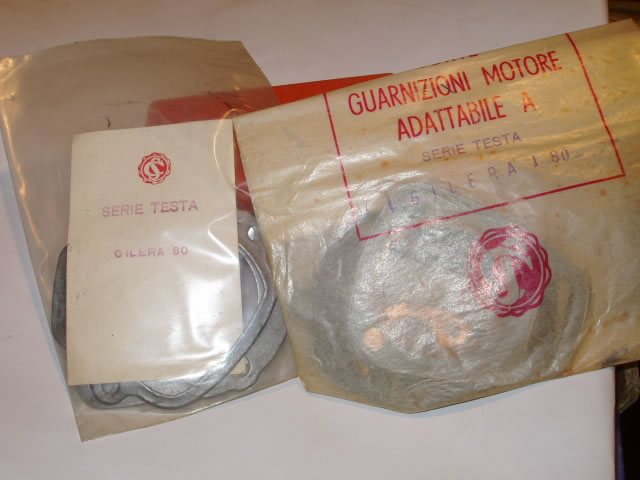 SERIE TESTA
GILERA 80
GUARNIZIONI MOTORE
ADATTABILE A
SERIE TESTA
GILERA
80